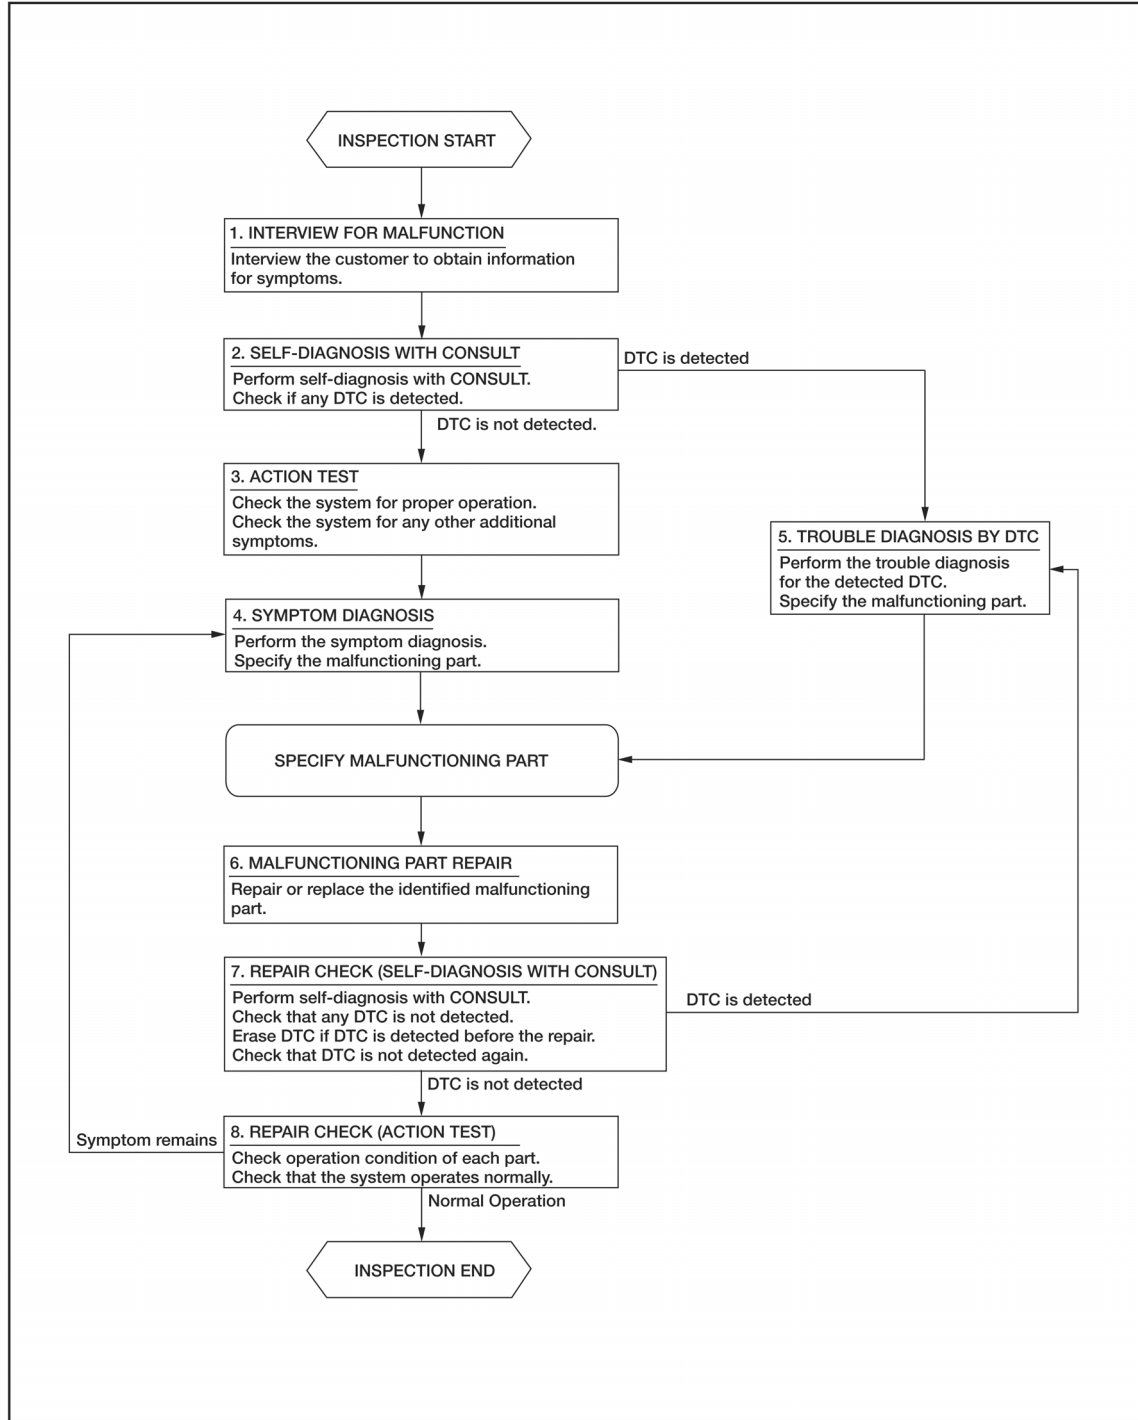 INSPECTION START
1. INTERVIEW FOR MALFUNCTION
Interview the customer to obtain information
for symptoms.
2. SELF-DIAGNOSIS WITH CONSULT
Perform self-diagnosis with CONSULT.
Check if any DTC is detected.
DTC is detected
DTC is not detected.
3. ACTION TEST
Check the system for proper operation.
Check the system for any other additional
symptoms.
5. TROUBLE DIAGNOSIS BY DTC
Perform the trouble diagnosis
for the detected DTC.
Specify the malfunctioning part.
4. SYMPTOM DIAGNOSIS
Perform the symptom diagnosis.
Specify the malfunctioning part.
SPECIFY MALFUNCTIONING PART
6. MALFUNCTIONING PART REPAIR
Repair or replace the identified malfunctioning
part.
7. REPAIR CHECK (SELF-DIAGNOSIS WITH CONSULT)
Perform self-diagnosis with CONSULT.
Check that any DTC is not detected.
Erase DTC if DTC is detected before the repair.
Check that DTC is not detected again.
DTC is detected
DTC is not detected
8. REPAIR CHECK (ACTION TEST)
Check operation condition of each part.
Check that the system operates normally.
Symptom remains
Normal Operation
INSPECTION END